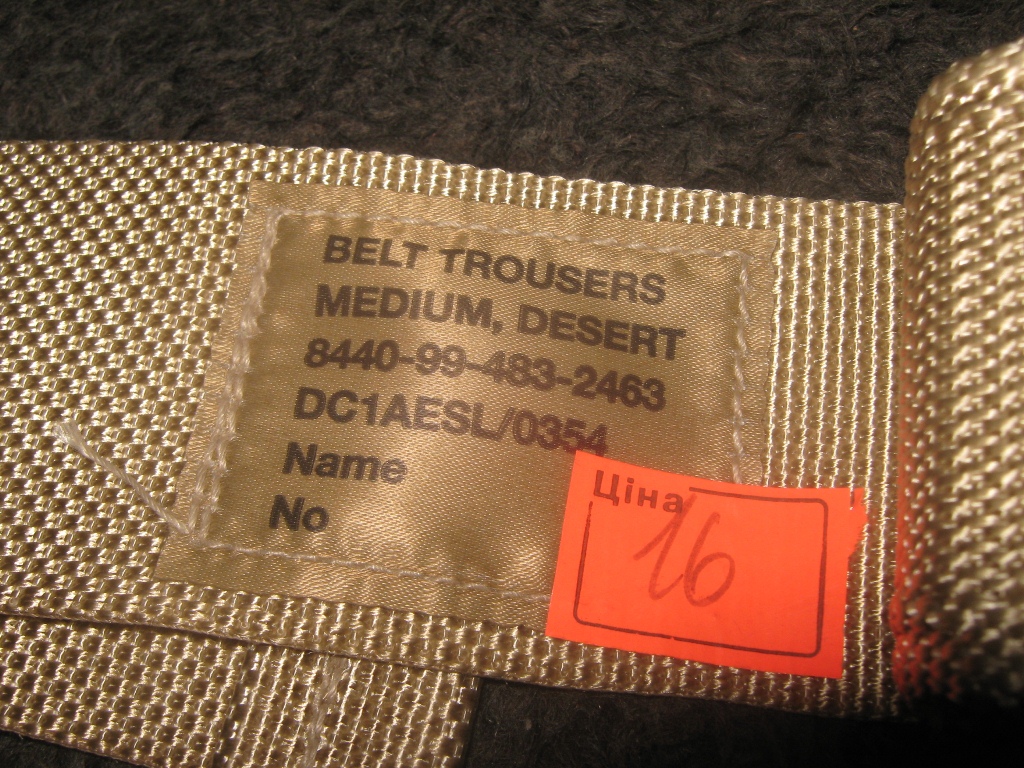 BELT TROUSERS
MEDIUM, DESERT
8440-99-483-2463
DC1AESL/0354
Name
No
Ціна
16